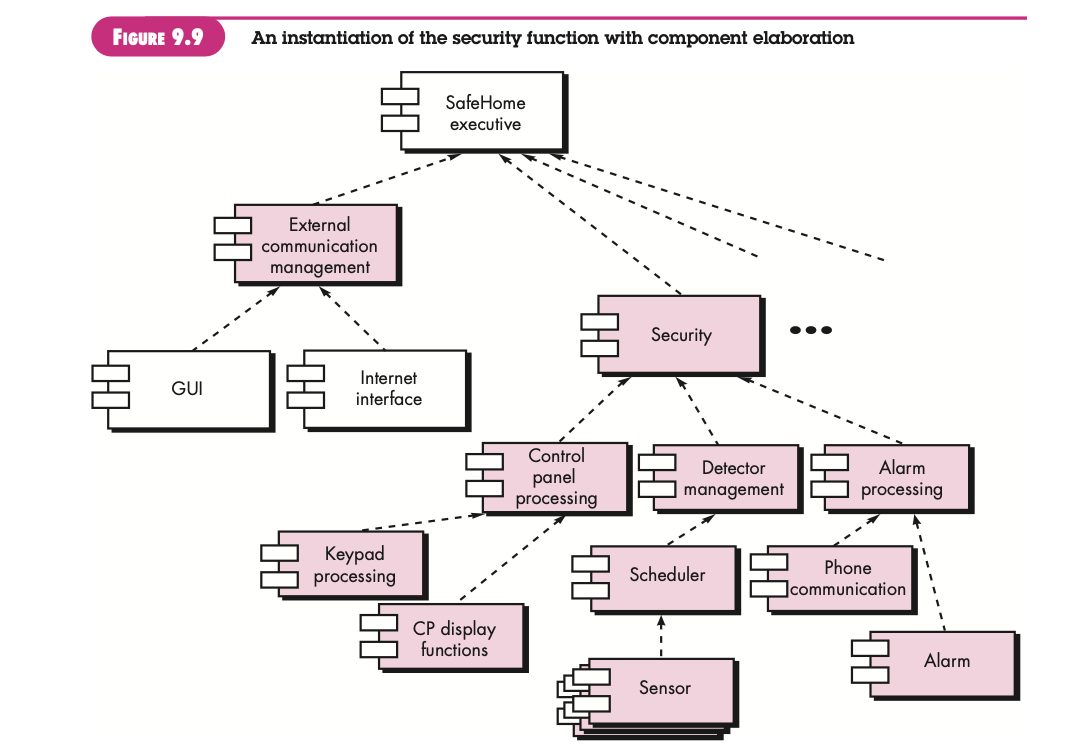 FIGURE 9.9
An instantiation of the security function with component elaboration
SafeHome
executive
External
communication
management
Security
GUI
Internet
interface
Control
panel
processing
Detector
management
Alarm
processing
Keypad
processing
Scheduler
Phone
communication
CP display
functions
Alarm
Sensor